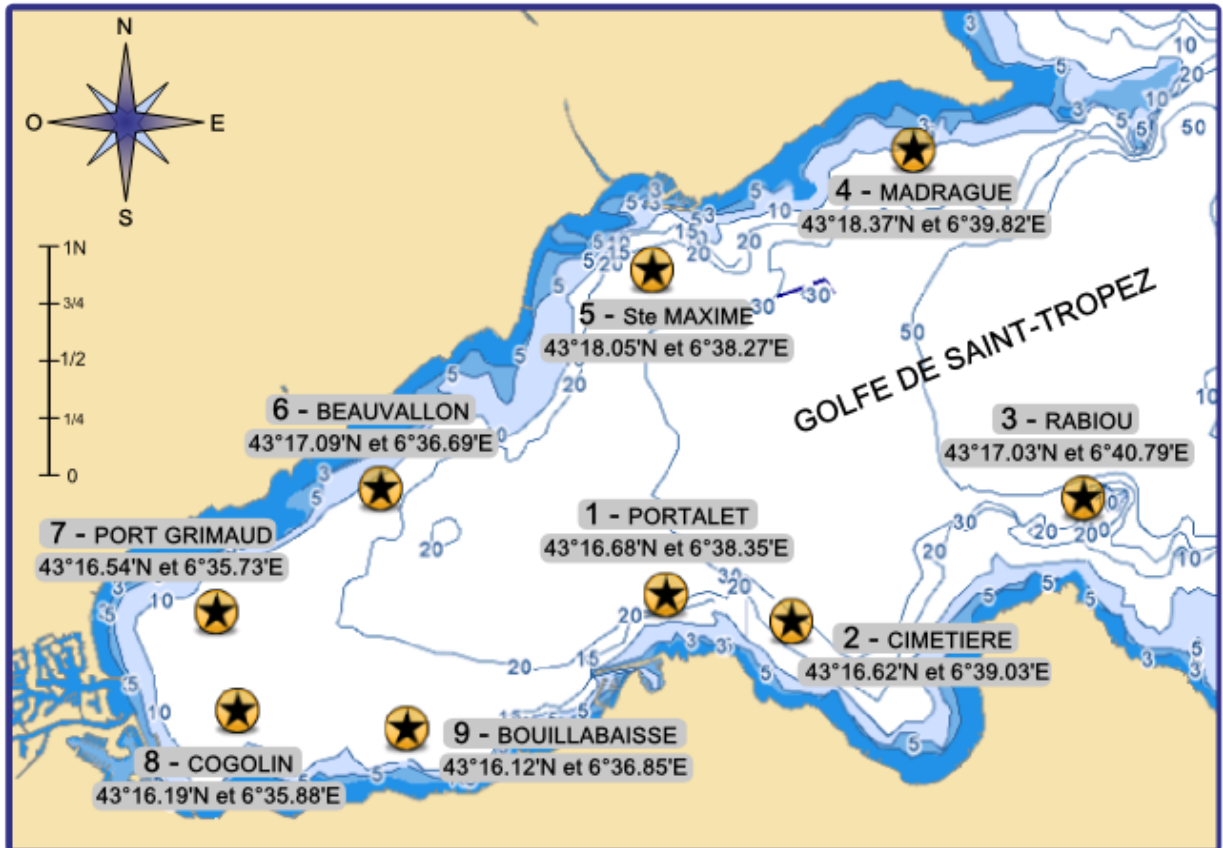 N
O
E
S
1N
3/4
1/2
1/4
0
4 - MADRAGUE
43°18.37'N et 6°39.82'E
5 - Ste MAXIME
43°18.05'N et 6°38.27'E
GOLFE DE SAINT-TROPEZ
6 - BEAUVALLON
43°17.09'N et 6°36.69'E
3 - RABIOU
43°17.03'N et 6°40.79'E
7 - PORT GRIMAUD
43°16.54'N et 6°35.73'E
1 - PORTALET
43°16.68'N et 6°38.35'E
2 - CIMETIERE
43°16.62'N et 6°39.03'E
8 - COGOLIN
43°16.19'N et 6°35.88'E
9 - BOUILLABAISSE
43°16.12'N et 6°36.85'E